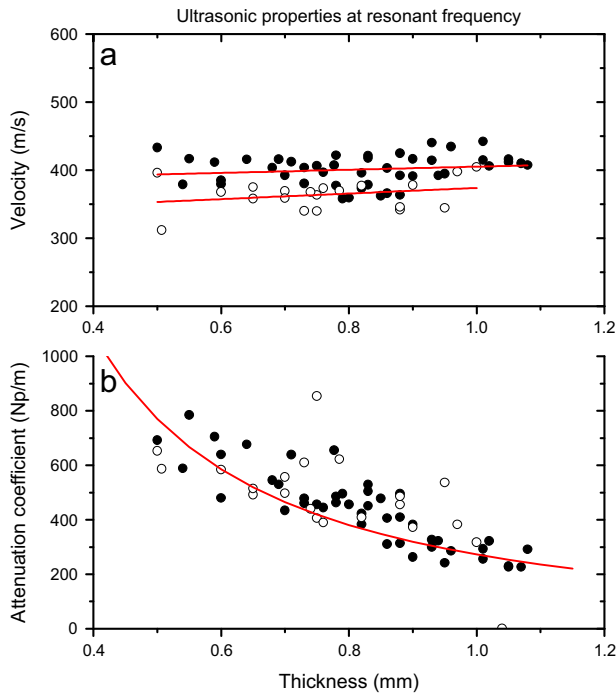 Ultrasonic properties at resonant frequency
a
600
500
400
300
200
Velocity (m/s)
0.4 0.6 0.8 1.0 1.2
b
1000
800
600
400
200
0
Attenuation coefficient (Np/m)
0.4 0.6 0.8 1.0 1.2
Thickness (mm)